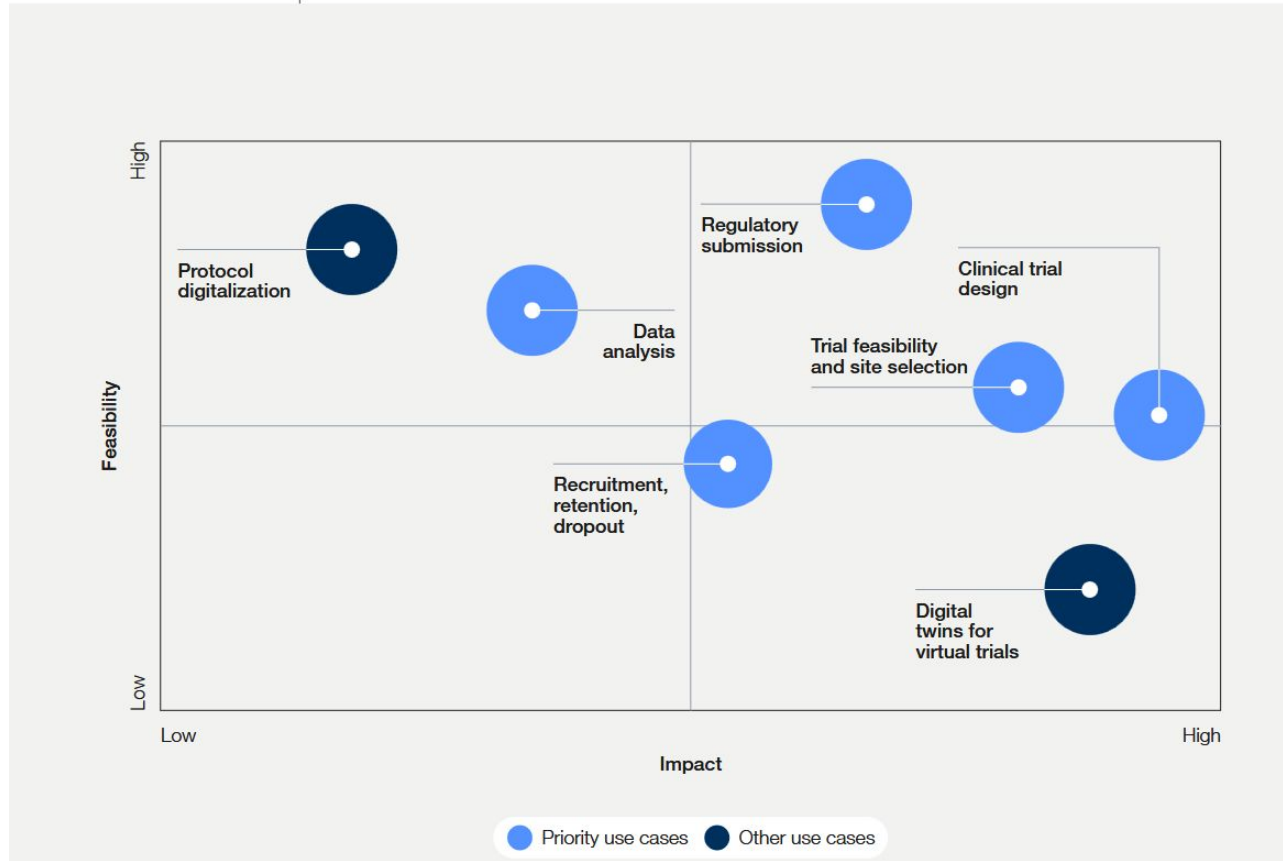 High
Regulatory
submission
Clinical trial
design
Protocol
digitalization
Data
analysis
Trial feasibility
and site selection
Feasibility
Recruitment,
retention,
dropout
Digital
twins for
virtual trials
Low
Low
High
Impact
Priority use cases
Other use cases